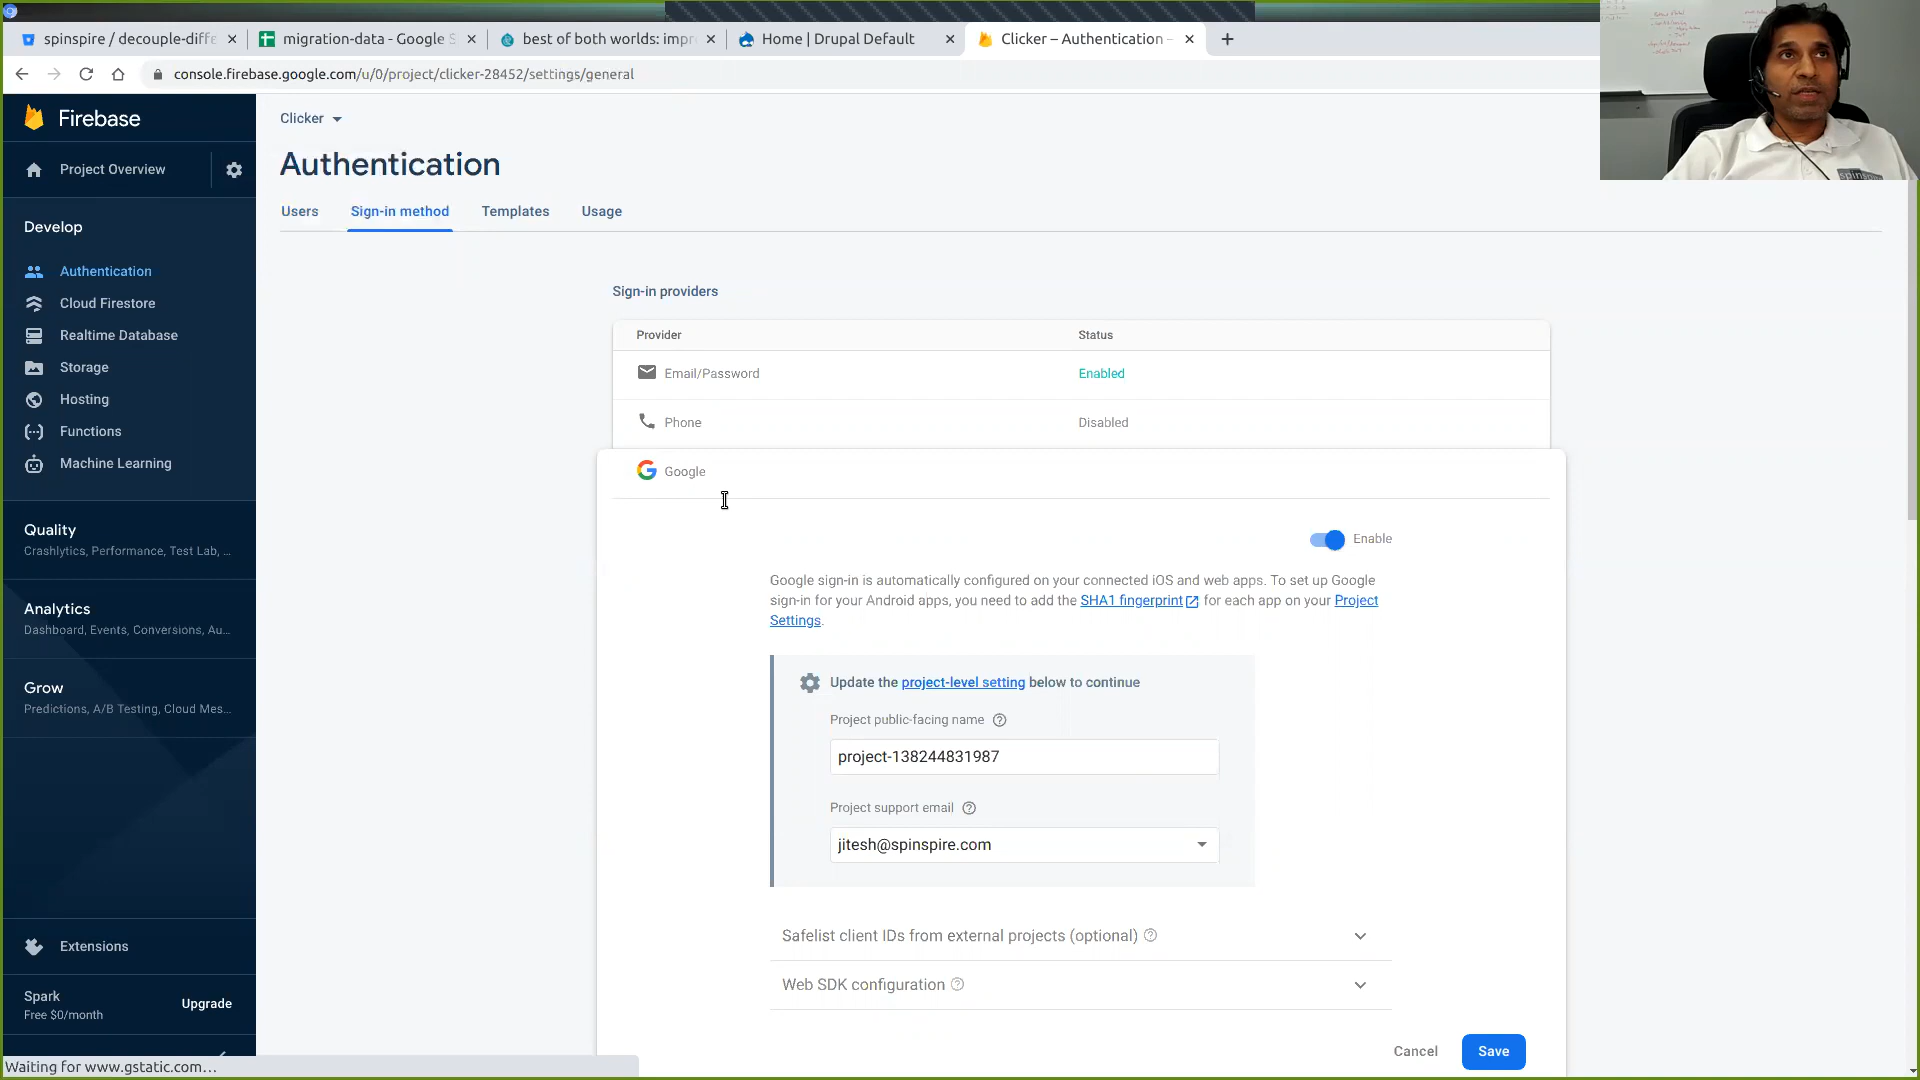 spinspire / decouple-diffe
migration-data - Google S
best of both worlds: impr
Home | Drupal Default
Clicker – Authentication –
console.firebase.google.com/u/0/project/clicker-28452/settings/general
Firebase
Project Overview
Develop
Authentication
Cloud Firestore
Realtime Database
Storage
Hosting
Functions
Machine Learning
Quality
Crashlytics, Performance, Test Lab, ...
Analytics
Dashboard, Events, Conversions, Au...
Grow
Predictions, A/B Testing, Cloud Mes...
Extensions
Spark
Free $0/month
Upgrade
Waiting for www.gstatic.com...
Clicker
Authentication
Users
Sign-in method
Templates
Usage
Sign-in providers
Provider
Status
Email/Password
Enabled
Phone
Disabled
Google
Enable
Google sign-in is automatically configured on your connected iOS and web apps. To set up Google
sign-in for your Android apps, you need to add the SHA1 fingerprint for each app on your Project
Settings.
Update the project-level setting below to continue
Project public-facing name
project-138244831987
Project support email
jitesh@spinspire.com
Safelist client IDs from external projects (optional)
Web SDK configuration
Cancel
Save
spinspire